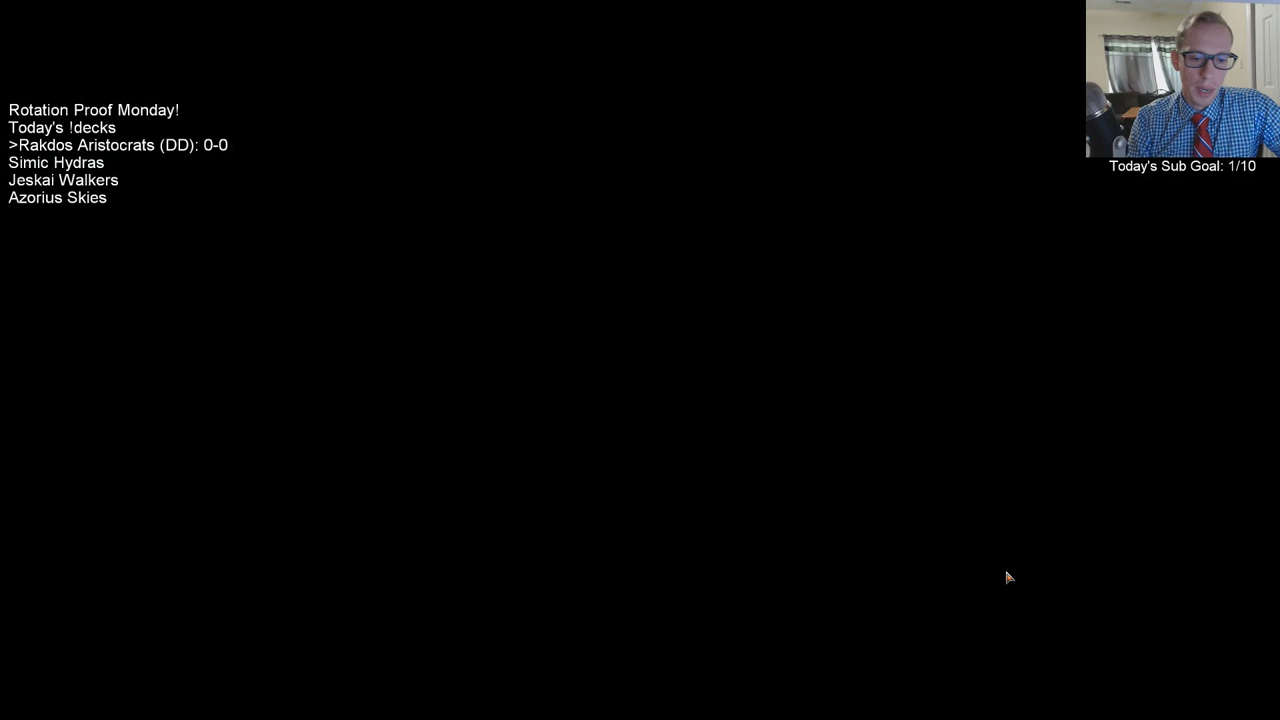 Rotation Proof Monday!
Today's !decks
>Rakdos Aristocrats (DD): 0-0
Simic Hydras
Jeskai Walkers
Azorius Skies
Today's Sub Goal: 1/10